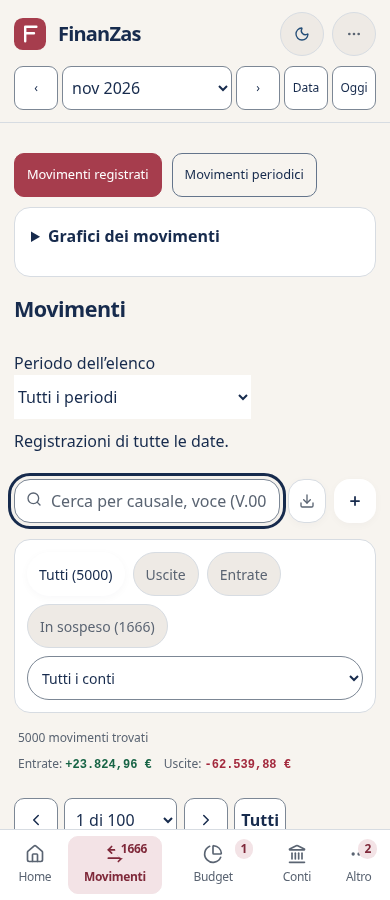 FinanZas
nov 2026
Data
Oggi
Movimenti registrati
Movimenti periodici
Grafici dei movimenti
Movimenti
Periodo dell’elenco
Tutti i periodi
Registrazioni di tutte le date.
Cerca per causale, voce (V.00
Tutti (5000)
Uscite
Entrate
In sospeso (1666)
Tutti i conti
5000 movimenti trovati
Entrate: +23.824,96 € Uscite: -62.539,88 €
1 di 100
Tutti
1666
1
2
Home
Movimenti
Budget
Conti
Altro